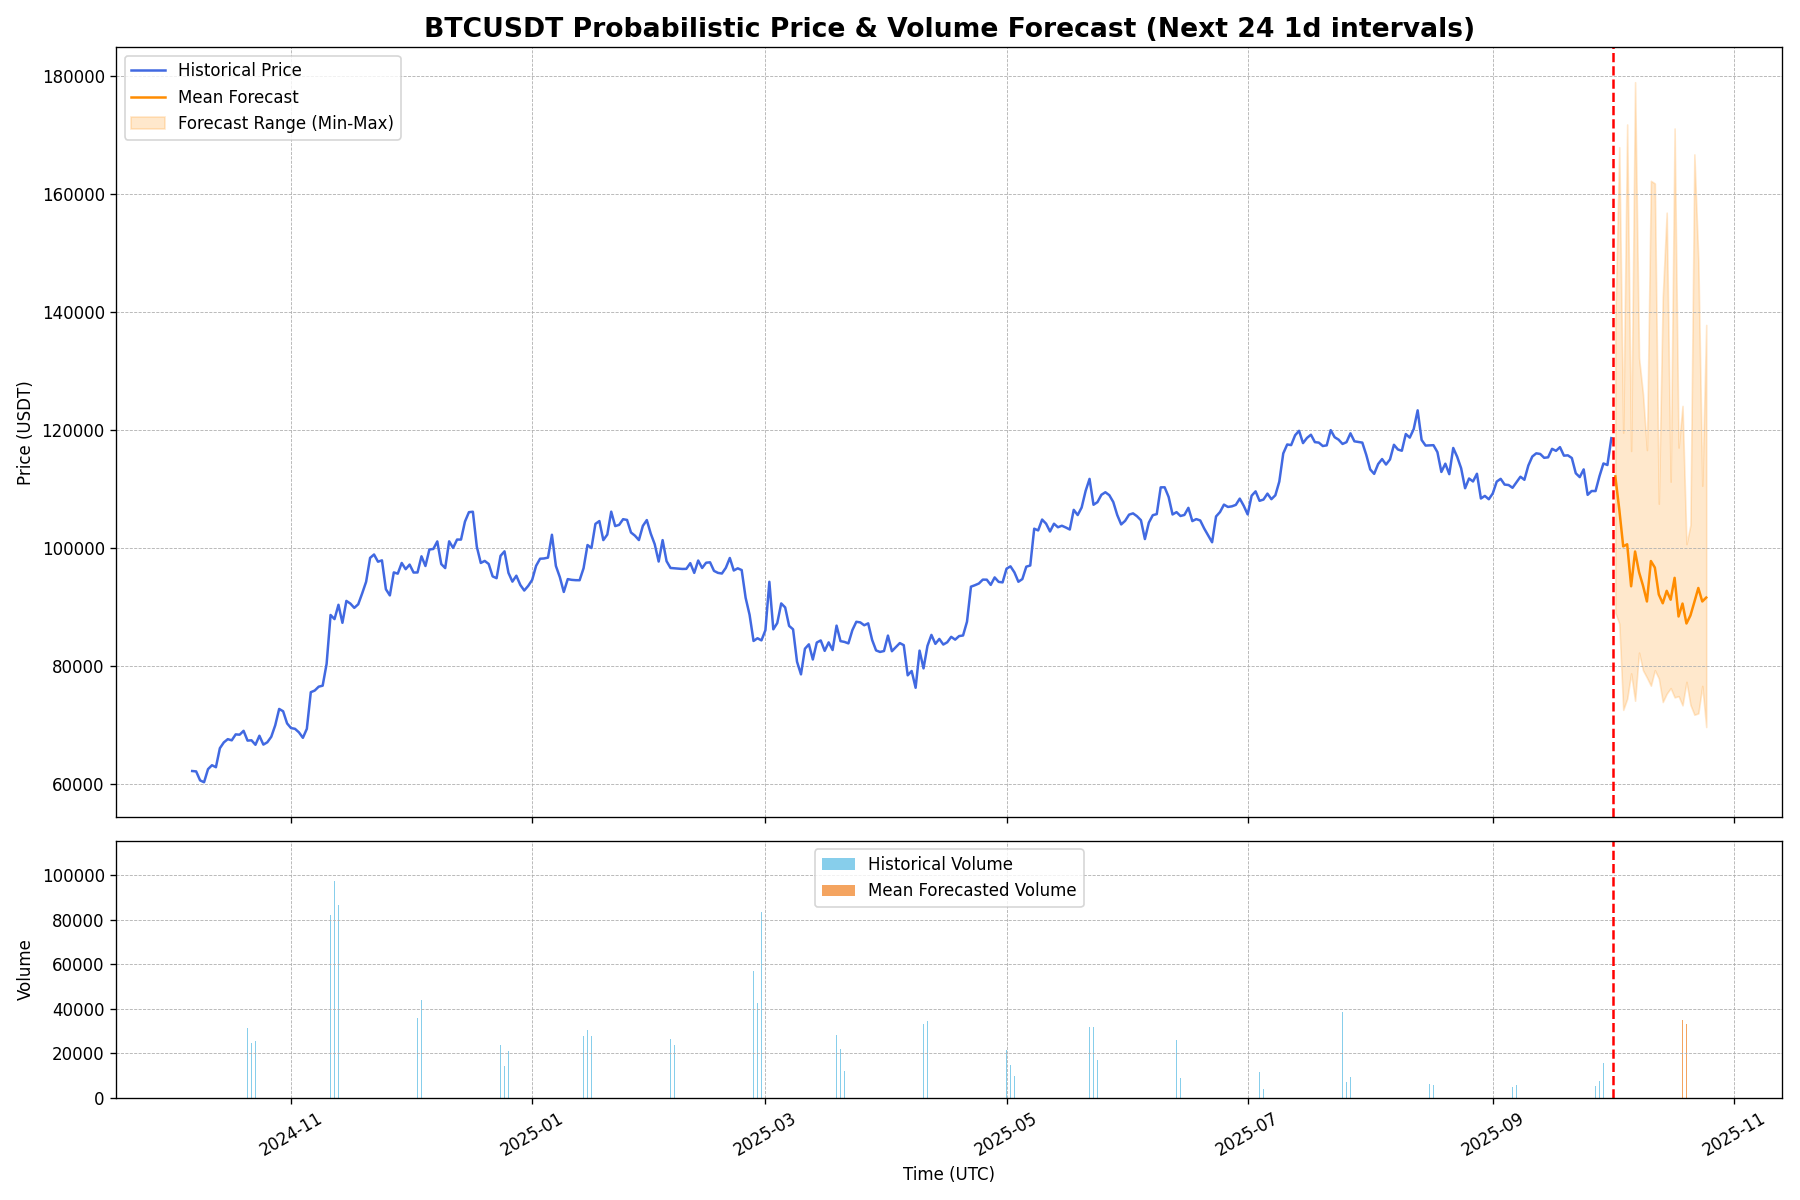 BTCUSDT Probabilistic Price & Volume Forecast (Next 24 1d intervals)
Historical Price
Mean Forecast
Forecast Range (Min-Max)
180000
160000
140000
120000
100000
80000
60000
Price (USDT)
Historical Volume
Mean Forecasted Volume
100000
80000
60000
40000
20000
0
Volume
2024-11
2025-01
2025-03
2025-05
2025-07
2025-09
2025-11
Time (UTC)